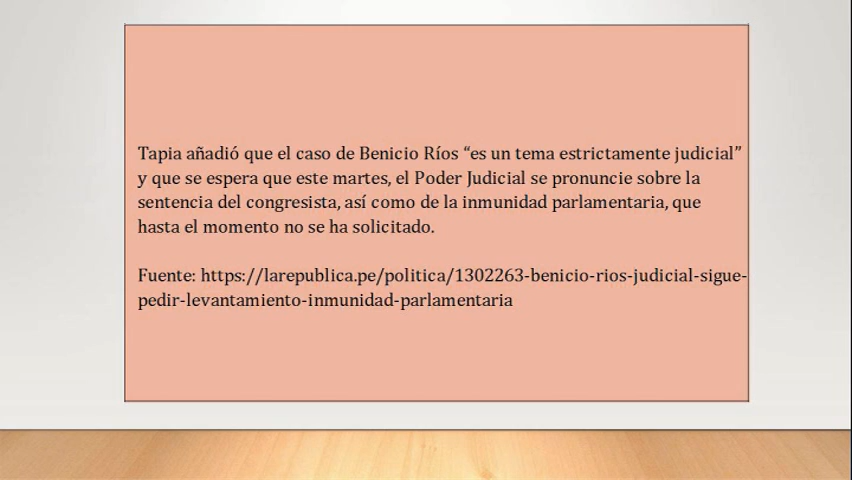 Tapia añadió que el caso de Benicio Ríos “es un tema estrictamente judicial”
y que se espera que este martes, el Poder Judicial se pronuncie sobre la
sentencia del congresista, así como de la inmunidad parlamentaria, que
hasta el momento no se ha solicitado.
Fuente: https://larepublica.pe/politica/1302263-benicio-rios-judicial-sigue-
pedir-levantamiento-inmunidad-parlamentaria